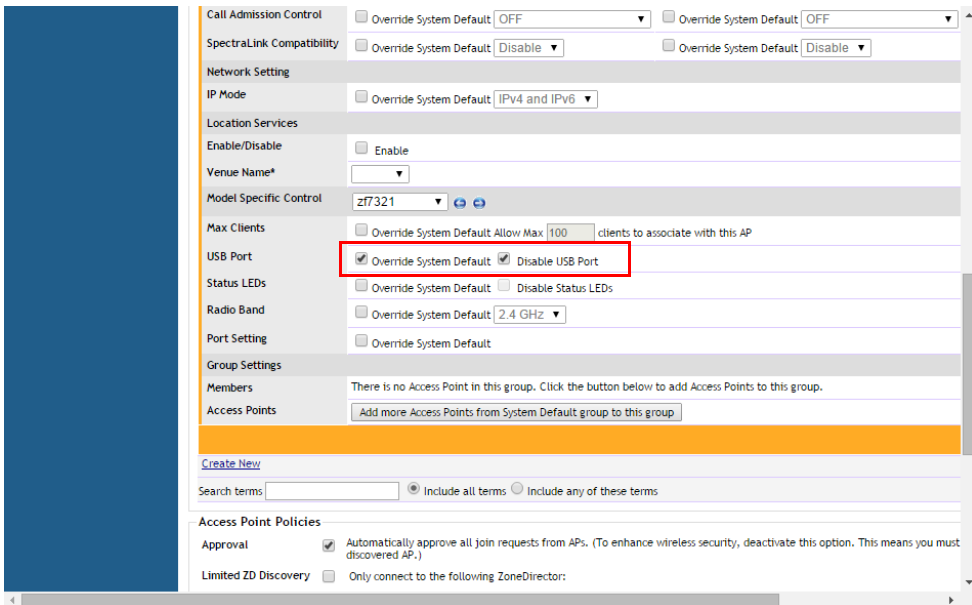 Call Admission Control Override System Default OFF Override System Default OFF
SpectraLink Compatibility Override System Default Disable Override System Default Disable
Network Setting
IP Mode Override System Default IPv4 and IPv6
Location Services
Enable/Disable Enable
Venue Name*
Model Specific Control zf7321
Max Clients Override System Default Allow Max 100 clients to associate with this AP
USB Port Override System Default Disable USB Port
Status LEDs Override System Default Disable Status LEDs
Radio Band Override System Default 2.4 GHz
Port Setting Override System Default
Group Settings
Members There is no Access Point in this group. Click the button below to add Access Points to this group.
Access Points Add more Access Points from System Default group to this group
Create New
Search terms Include all terms Include any of these terms
Access Point Policies
Approval Automatically approve all join requests from APs. (To enhance wireless security, deactivate this option. This means you must
discovered AP.)
Limited ZD Discovery Only connect to the following ZoneDirector: